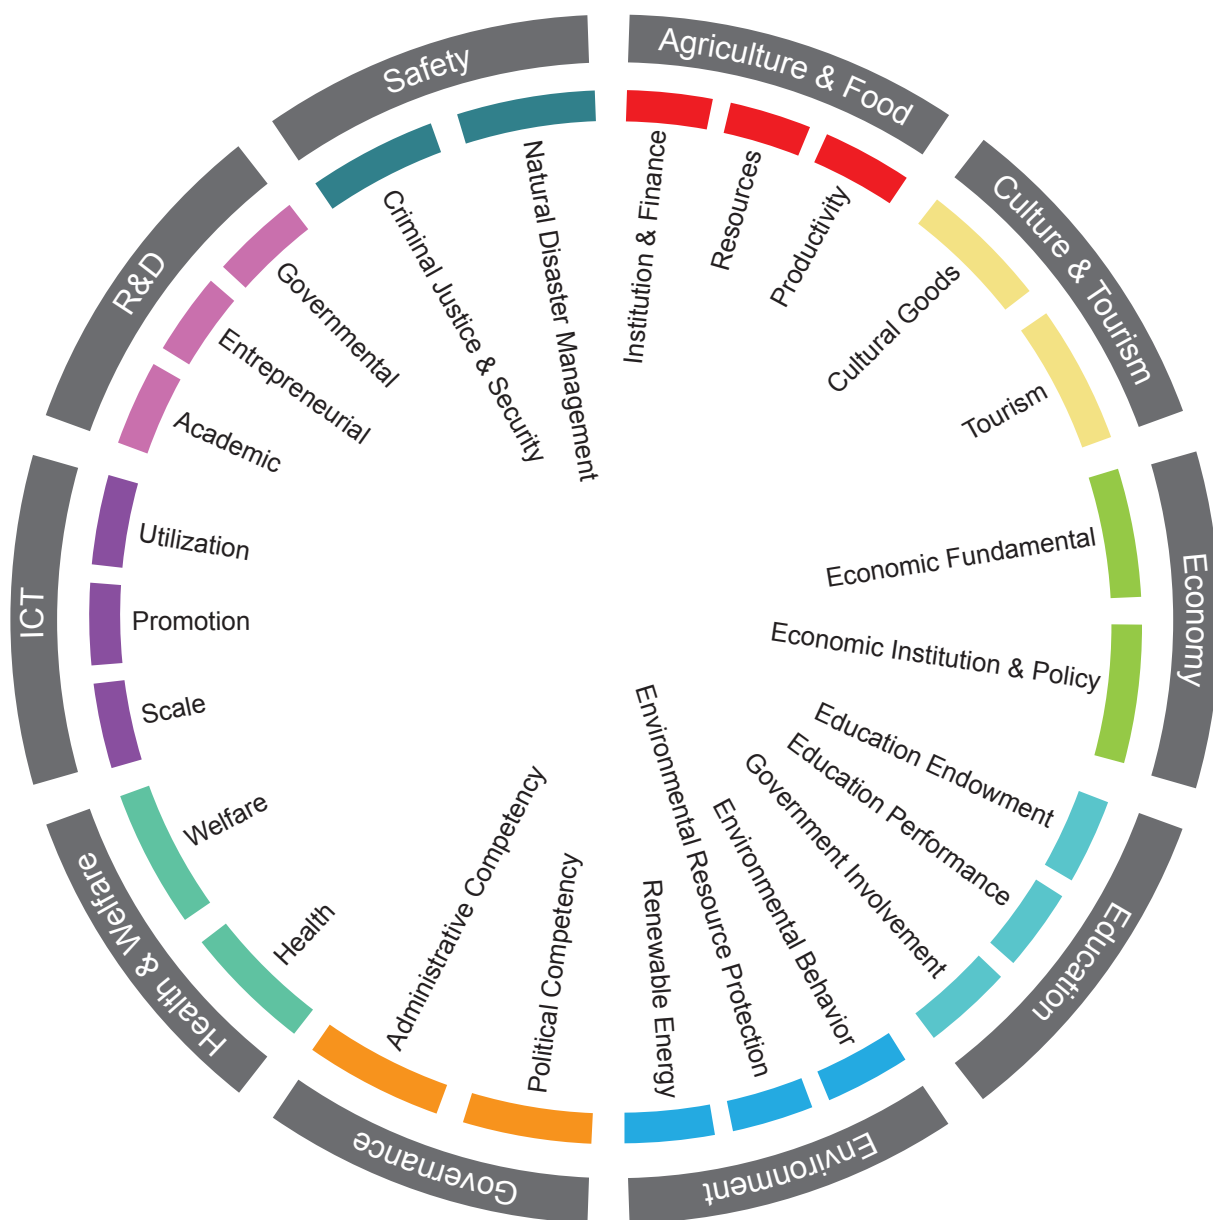 Agriculture & Food
Institution & Finance
Resources
Productivity
Culture & Tourism
Cultural Goods
Tourism
Economy
Economic Fundamental
Economic Institution & Policy
Education
Education Endowment
Education Performance
Government Involvement
Environment
Environmental Behavior
Environmental Resource Protection
Renewable Energy
Governance
Political Competency
Administrative Competency
Health & Welfare
Health
Welfare
ICT
Scale
Promotion
Utilization
R&D
Academic
Entrepreneurial
Governmental
Safety
Criminal Justice & Security
Natural Disaster Management